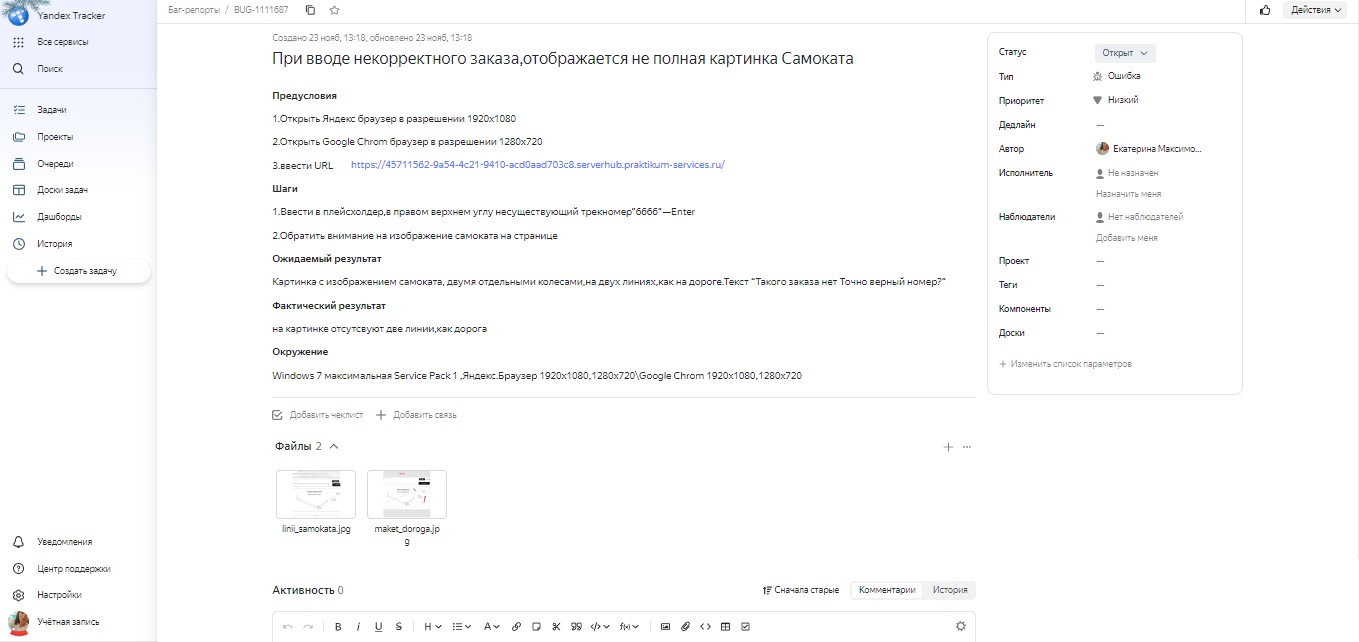 Yandex Tracker
Все сервисы
Поиск
Задачи
Проекты
Очереди
Доски задач
Дашборды
История
Создать задачу
Уведомления
Центр поддержки
Настройки
Учётная запись
Баг-репорты / BUG-1111687
Действия
Создано 23 нояб, 13:18, обновлено 23 нояб, 13:18
При вводе некорректного заказа,отображается не полная картинка Самоката
Предусловия
1.Открыть Яндекс браузер в разрешении 1920x1080
2.Открыть Google Chrom браузер в разрешении 1280x720
3.ввести URL https://45711562-9a54-4c21-9410-acd0aad703c8.serverhub.praktikum-services.ru/
Шаги
1.Ввести в плейсхолдер,в правом верхнем углу несуществующий трекномер"6666"—Enter
2.Обратить внимание на изображение самоката на странице
Ожидаемый результат
Картинка с изображением самоката, двумя отдельными колесами,на двух линиях,как на дороге.Текст "Такого заказа нет Точно верный номер?"
Фактический результат
на картинке отсутсвуют две линии,как дорога
Окружение
Windows 7 максимальная Service Pack 1 ,Яндекс.Браузер 1920x1080,1280x720\Google Chrom 1920x1080,1280x720
Добавить чеклист Добавить связь
Файлы 2
linii_samokata.jpg
maket_doroga.jp
g
Активность 0
Сначала старые Комментарии История
Статус Открыт
Тип Ошибка
Приоритет Низкий
Дедлайн —
Автор Екатерина Максимо...
Исполнитель Не назначен
Назначить меня
Наблюдатели Нет наблюдателей
Добавить меня
Проект —
Теги —
Компоненты —
Доски —
Изменить список параметров